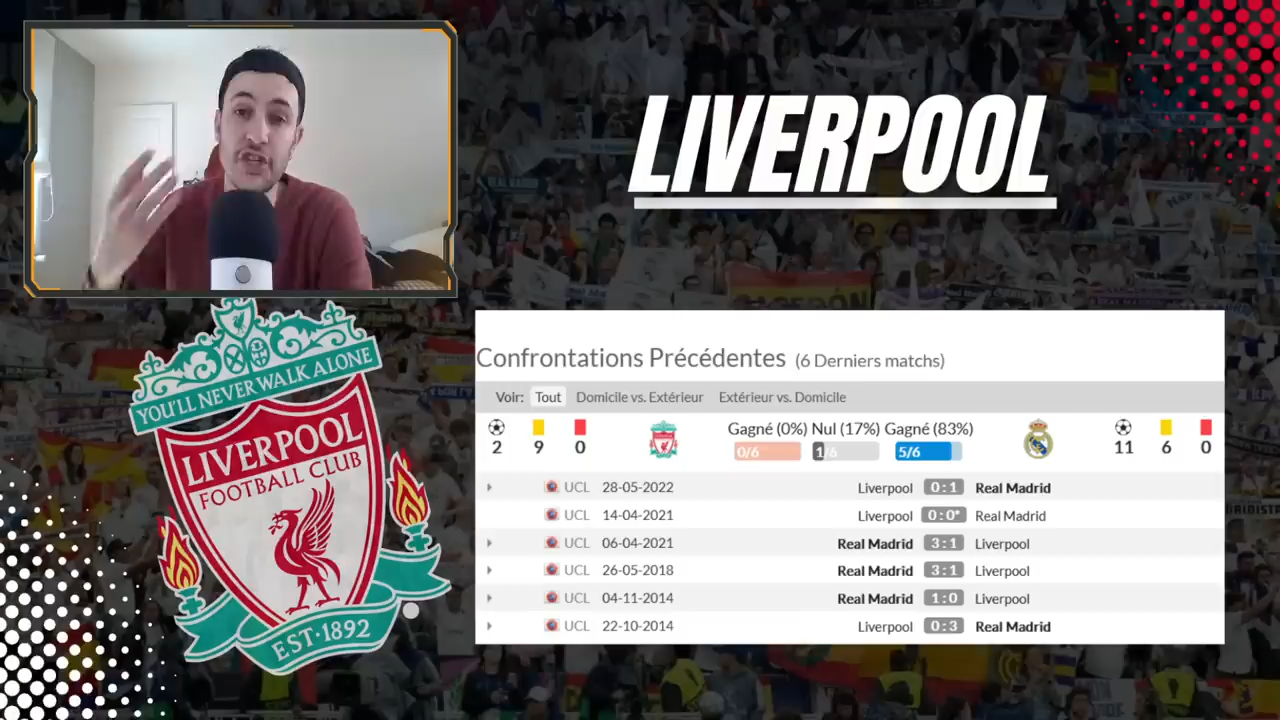 LIVERPOOL
YOU'LL NEVER WALK ALONE
LIVERPOOL
FOOTBALL CLUB
EST·1892
Confrontations Précédentes (6 Derniers matchs)
Voir: Tout Domicile vs. Extérieur Extérieur vs. Domicile
Gagné (0%) Nul (17%) Gagné (83%)
2 9 0 0/6 1/6 5/6 11 6 0
UCL 28-05-2022 Liverpool 0:1 Real Madrid
UCL 14-04-2021 Liverpool 0:0* Real Madrid
UCL 06-04-2021 Real Madrid 3:1 Liverpool
UCL 26-05-2018 Real Madrid 3:1 Liverpool
UCL 04-11-2014 Real Madrid 1:0 Liverpool
UCL 22-10-2014 Liverpool 0:3 Real Madrid